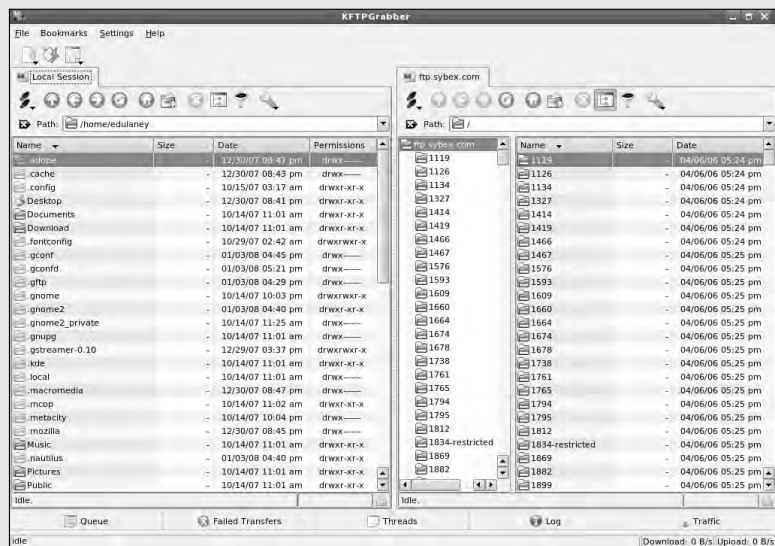 KFTPGrabber
File Bookmarks Settings Help
Local Session
Path: /home/edulaney
Name Size Date Permissions
.adobe - 12/30/07 08:47 pm drwx------
.cache - 12/30/07 08:43 pm drwx------
.config - 10/15/07 03:17 am drwxr-xr-x
Desktop - 12/30/07 08:41 pm drwx------
Documents - 10/14/07 11:01 am drwxr-xr-x
Download - 10/14/07 11:01 am drwxr-xr-x
.fontconfig - 10/29/07 02:42 am drwxrwxr-x
.gconf - 01/03/08 04:45 pm drwx------
.gconfd - 01/03/08 05:21 pm drwx------
.gftp - 01/03/08 04:29 pm drwx------
.gnome - 10/14/07 10:03 pm drwxrwxr-x
.gnome2 - 01/03/08 04:40 pm drwxr-xr-x
.gnome2_private - 10/14/07 11:25 am drwx------
.gnupg - 10/14/07 11:01 am drwx------
.gstreamer-0.10 - 12/29/07 03:37 pm drwxrwxr-x
.kde - 10/14/07 11:01 am drwxr-xr-x
.local - 10/14/07 11:01 am drwx------
.macromedia - 12/30/07 08:47 pm drwx------
.mcop - 10/14/07 11:02 am drwxr-xr-x
.metacity - 10/14/07 10:04 pm drwx------
.mozilla - 12/30/07 08:45 pm drwx------
Music - 10/14/07 11:01 am drwxr-xr-x
.nautilus - 01/03/08 04:40 pm drwxr-xr-x
Pictures - 10/14/07 11:01 am drwxr-xr-x
Public - 10/14/07 11:01 am drwxr-xr-x
Idle.
ftp.sybex.com
Path: /
ftp.sybex.com
1119
1126
1134
1327
1414
1419
1466
1467
1576
1593
1609
1660
1664
1674
1678
1738
1761
1765
1794
1795
1812
1834-restricted
1869
1882
Name Size Date
1119 - 04/06/06 05:24 pm
1126 - 04/06/06 05:24 pm
1134 - 04/06/06 05:24 pm
1327 - 04/06/06 05:24 pm
1414 - 04/06/06 05:24 pm
1419 - 04/06/06 05:24 pm
1466 - 04/06/06 05:24 pm
1467 - 04/06/06 05:25 pm
1576 - 04/06/06 05:25 pm
1593 - 04/06/06 05:25 pm
1609 - 04/06/06 05:25 pm
1660 - 04/06/06 05:25 pm
1664 - 04/06/06 05:25 pm
1674 - 04/06/06 05:25 pm
1678 - 04/06/06 05:25 pm
1738 - 04/06/06 05:25 pm
1761 - 04/06/06 05:25 pm
1765 - 04/06/06 05:25 pm
1794 - 04/06/06 05:25 pm
1795 - 04/06/06 05:25 pm
1812 - 04/06/06 05:25 pm
1834-restricted - 04/06/06 05:25 pm
1869 - 04/06/06 05:25 pm
1882 - 04/06/06 05:25 pm
1899 - 04/06/06 05:25 pm
Idle.
Queue Failed Transfers Threads Log Traffic
idle Download: 0 B/s Upload: 0 B/s